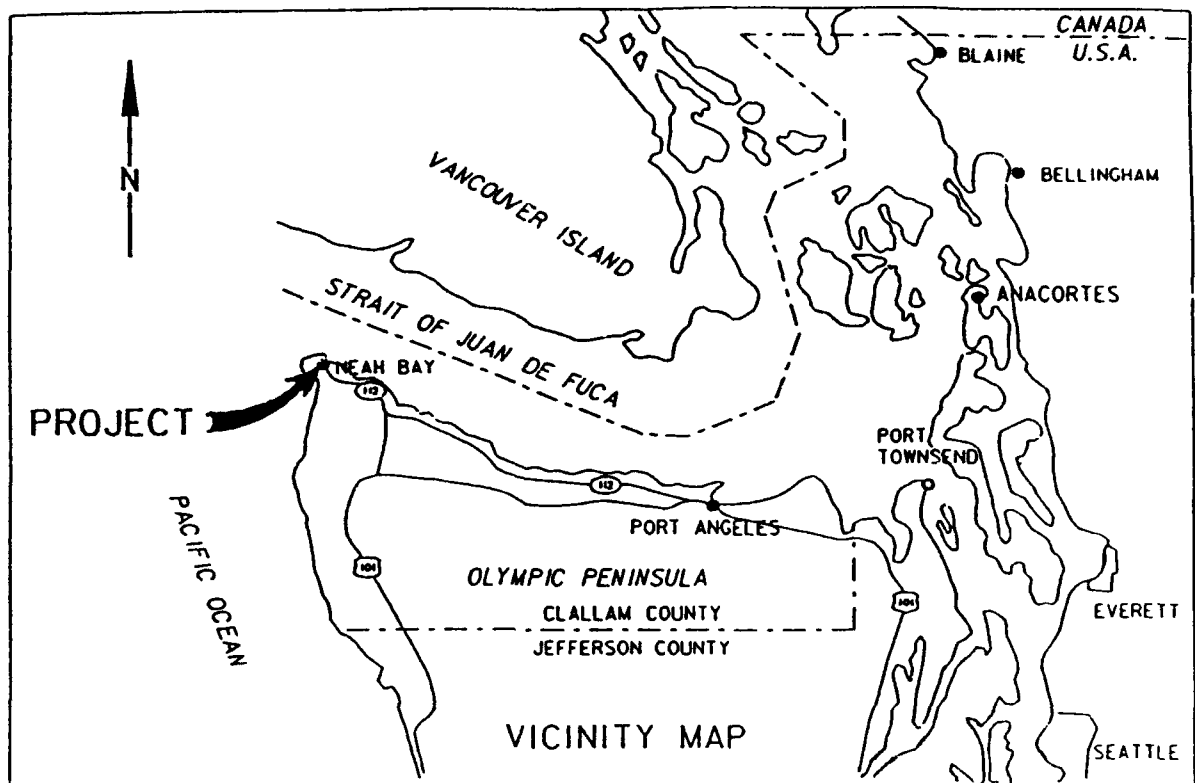 CANADA
U.S.A.
BLAINE
N
VANCOUVER ISLAND
BELLINGHAM
STRAIT OF JUAN DE FUCA
ANACORTES
NEAH BAY
112
PROJECT
PORT
TOWNSEND
112
PACIFIC OCEAN
PORT ANGELES
101
OLYMPIC PENINSULA
101
CLALLAM COUNTY
EVERETT
JEFFERSON COUNTY
VICINITY MAP
SEATTLE